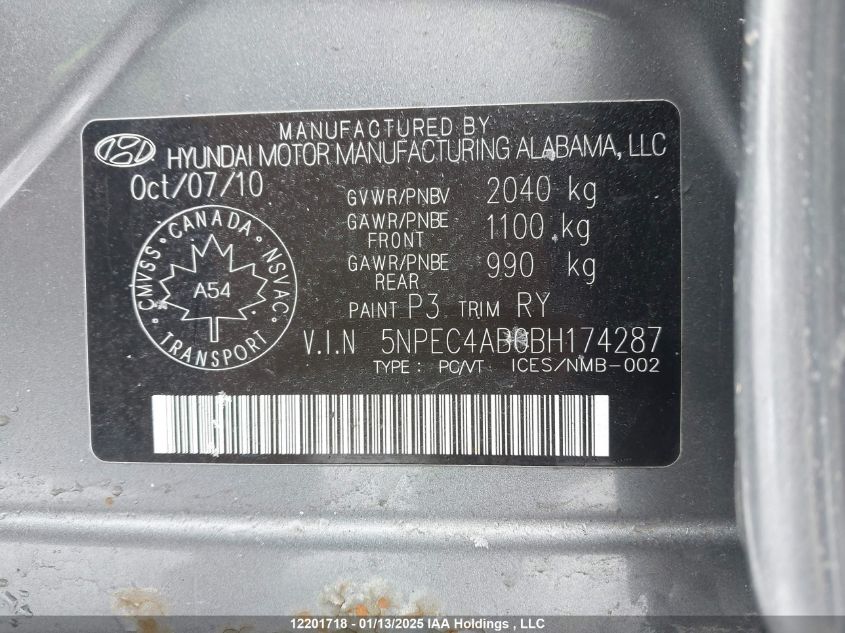 MANUFACTURED BY
HYUNDAI MOTOR MANUFACTURING ALABAMA, LLC
Oct/07/10
GVWR/PNBV 2040 kg
GAWR/PNBE FRONT 1100 kg
GAWR/PNBE REAR 990 kg
CMVSS CANADA NSVAC
A54
TRANSPORT
PAINT P3 TRIM RY
V.I.N 5NPEC4AB0BH174287
TYPE : PC/VT ICES/NMB-002
12201718 - 01/13/2025 IAA Holdings , LLC